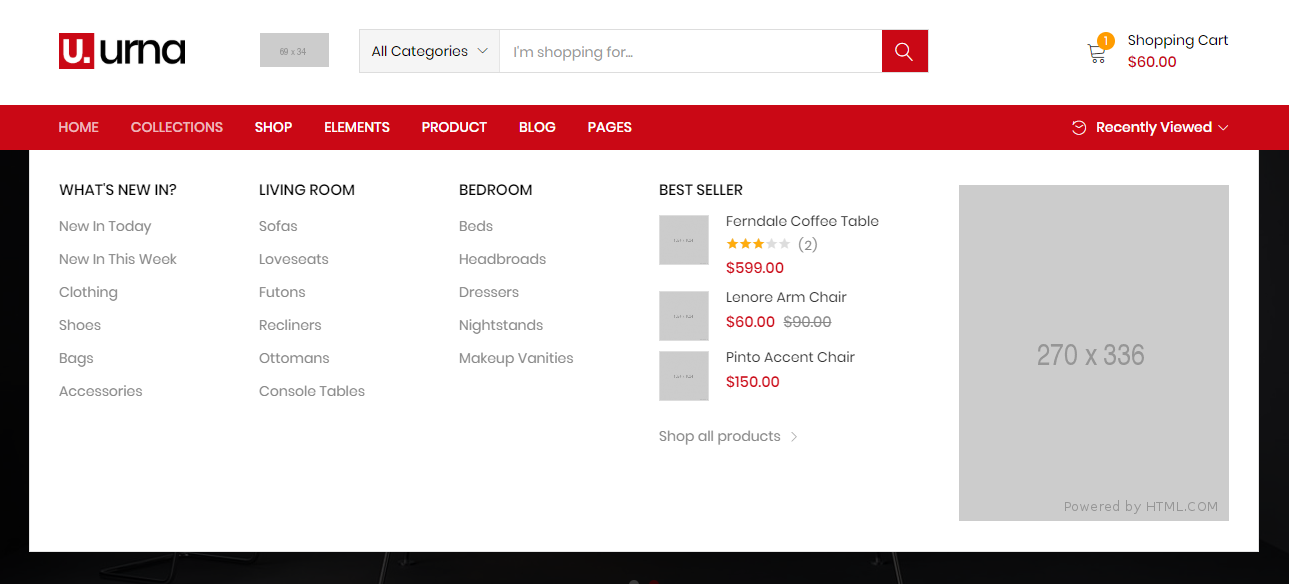 U. urna
69 x 34
All Categories
I'm shopping for...
1
Shopping Cart
$60.00
HOME COLLECTIONS SHOP ELEMENTS PRODUCT BLOG PAGES
Recently Viewed
WHAT'S NEW IN?
New In Today
New In This Week
Clothing
Shoes
Bags
Accessories
LIVING ROOM
Sofas
Loveseats
Futons
Recliners
Ottomans
Console Tables
BEDROOM
Beds
Headbroads
Dressers
Nightstands
Makeup Vanities
BEST SELLER
Ferndale Coffee Table
(2)
$599.00
Lenore Arm Chair
$60.00 $90.00
Pinto Accent Chair
$150.00
Shop all products
270 x 336
Powered by HTML.COM